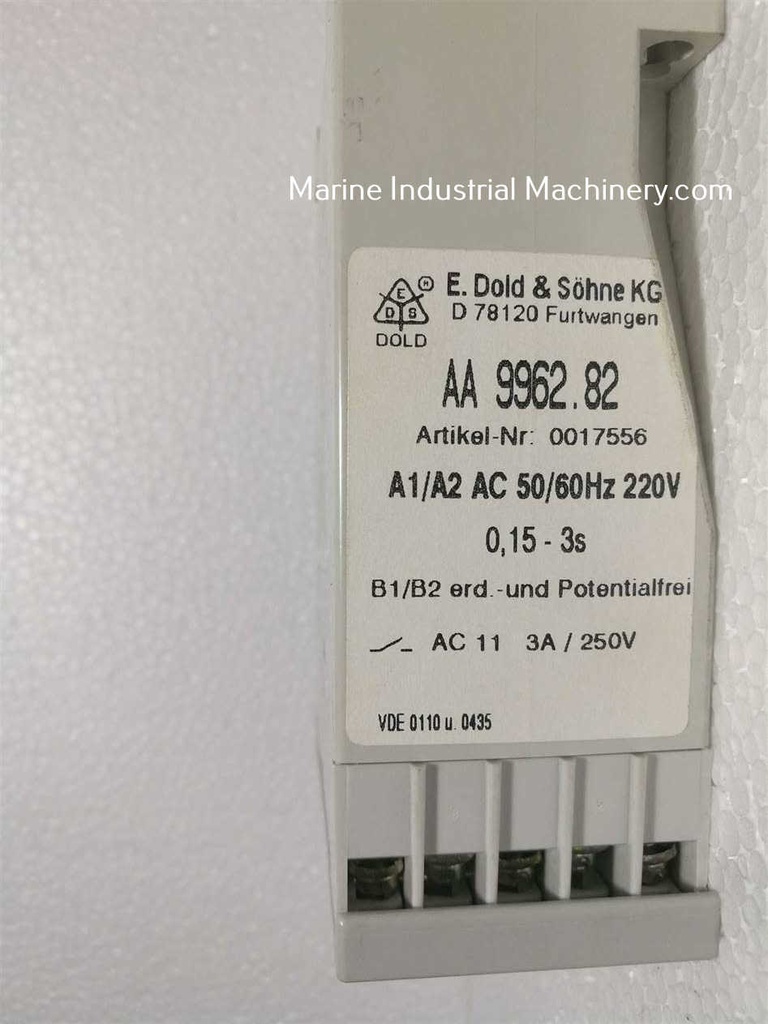 Marine Industrial Machinery.com
E. Dold & Söhne KG
D 78120 Furtwangen
E
D S
H
DOLD
AA 9962.82
Artikel-Nr: 0017556
A1/A2 AC 50/60Hz 220V
0,15 - 3s
B1/B2 erd.-und Potentialfrei
AC 11 3A / 250V
VDE 0110 u. 0435